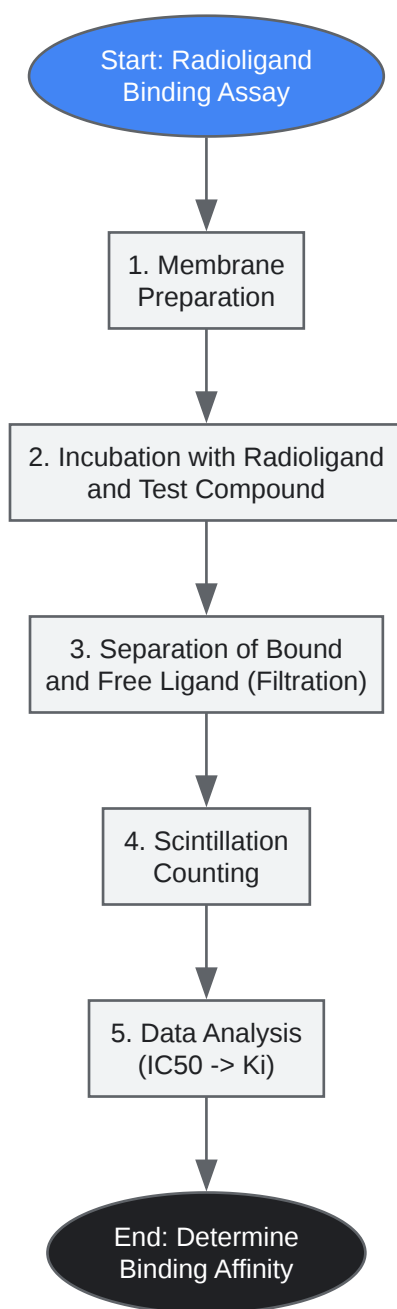 Start: Radioligand
Binding Assay
1. Membrane
Preparation
2. Incubation with Radioligand
and Test Compound
3. Separation of Bound
and Free Ligand (Filtration)
4. Scintillation
Counting
5. Data Analysis
(IC50 -> Ki)
End: Determine
Binding Affinity